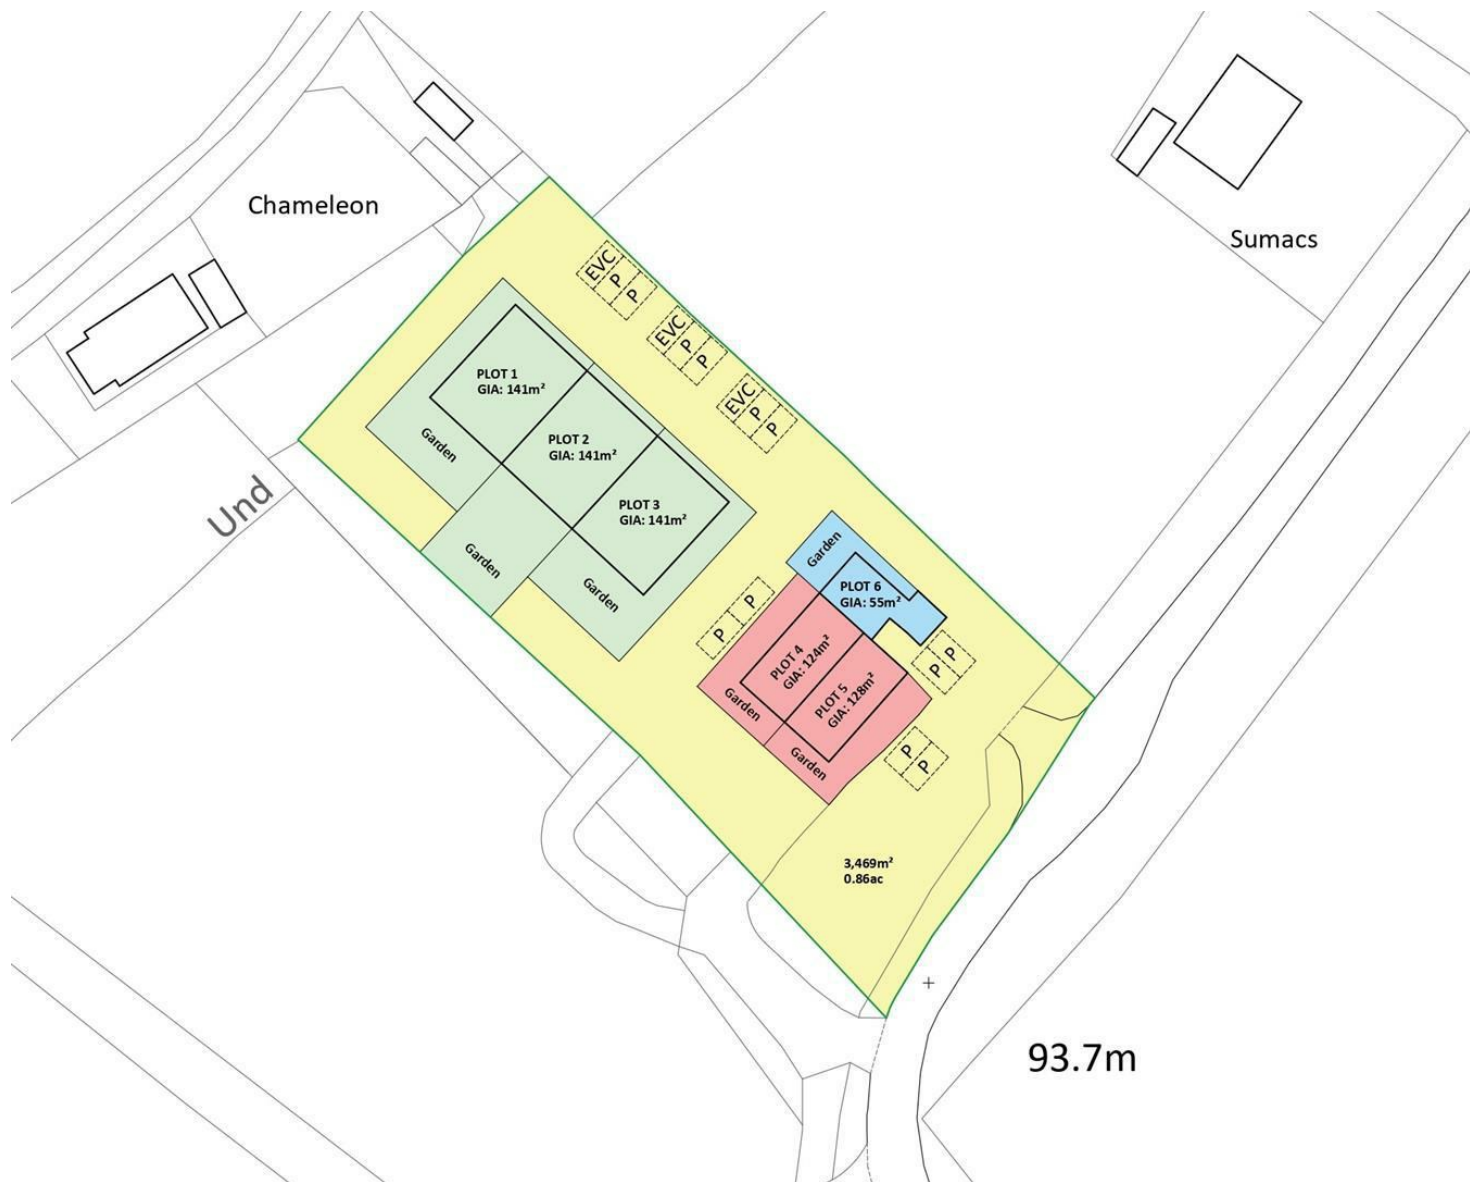 Chameleon
Sumacs
EVC
P
P
EVC
P
P
EVC
P
P
PLOT 1
GIA: 141m²
Garden
PLOT 2
GIA: 141m²
Garden
PLOT 3
GIA: 141m²
Garden
Und
Garden
PLOT 6
GIA: 55m²
P
P
PLOT 4
GIA: 124m²
Garden
PLOT 5
GIA: 128m²
Garden
P
P
P
P
3,469m²
0.86ac
93.7m